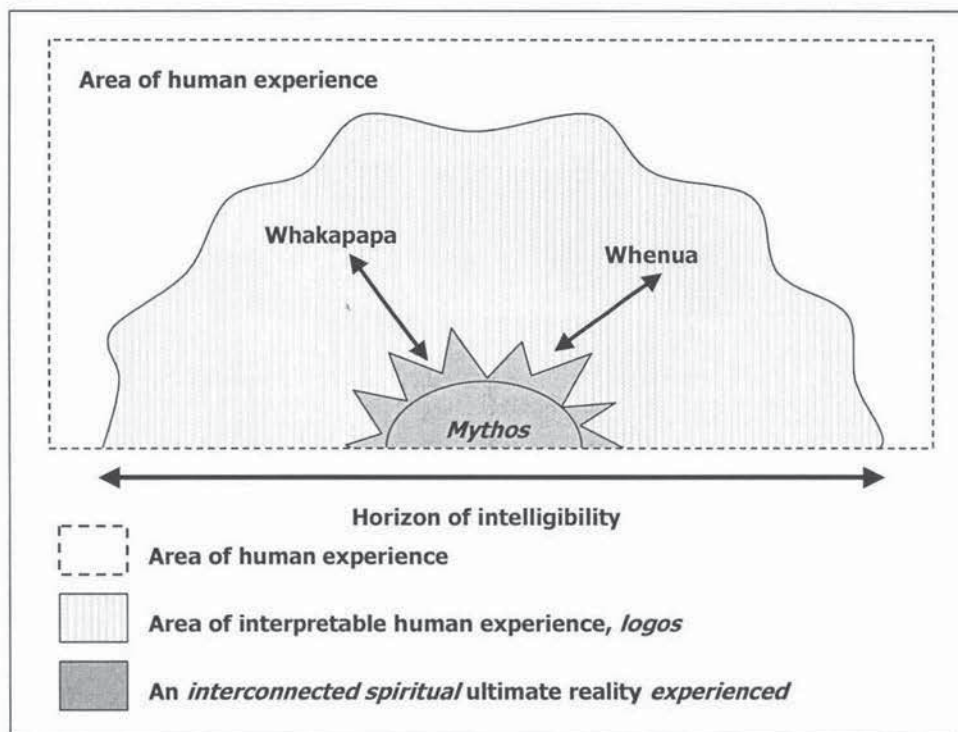 Area of human experience
Whakapapa
Whenua
Mythos
Horizon of intelligibility
Area of human experience
Area of interpretable human experience, logos
An interconnected spiritual ultimate reality experienced